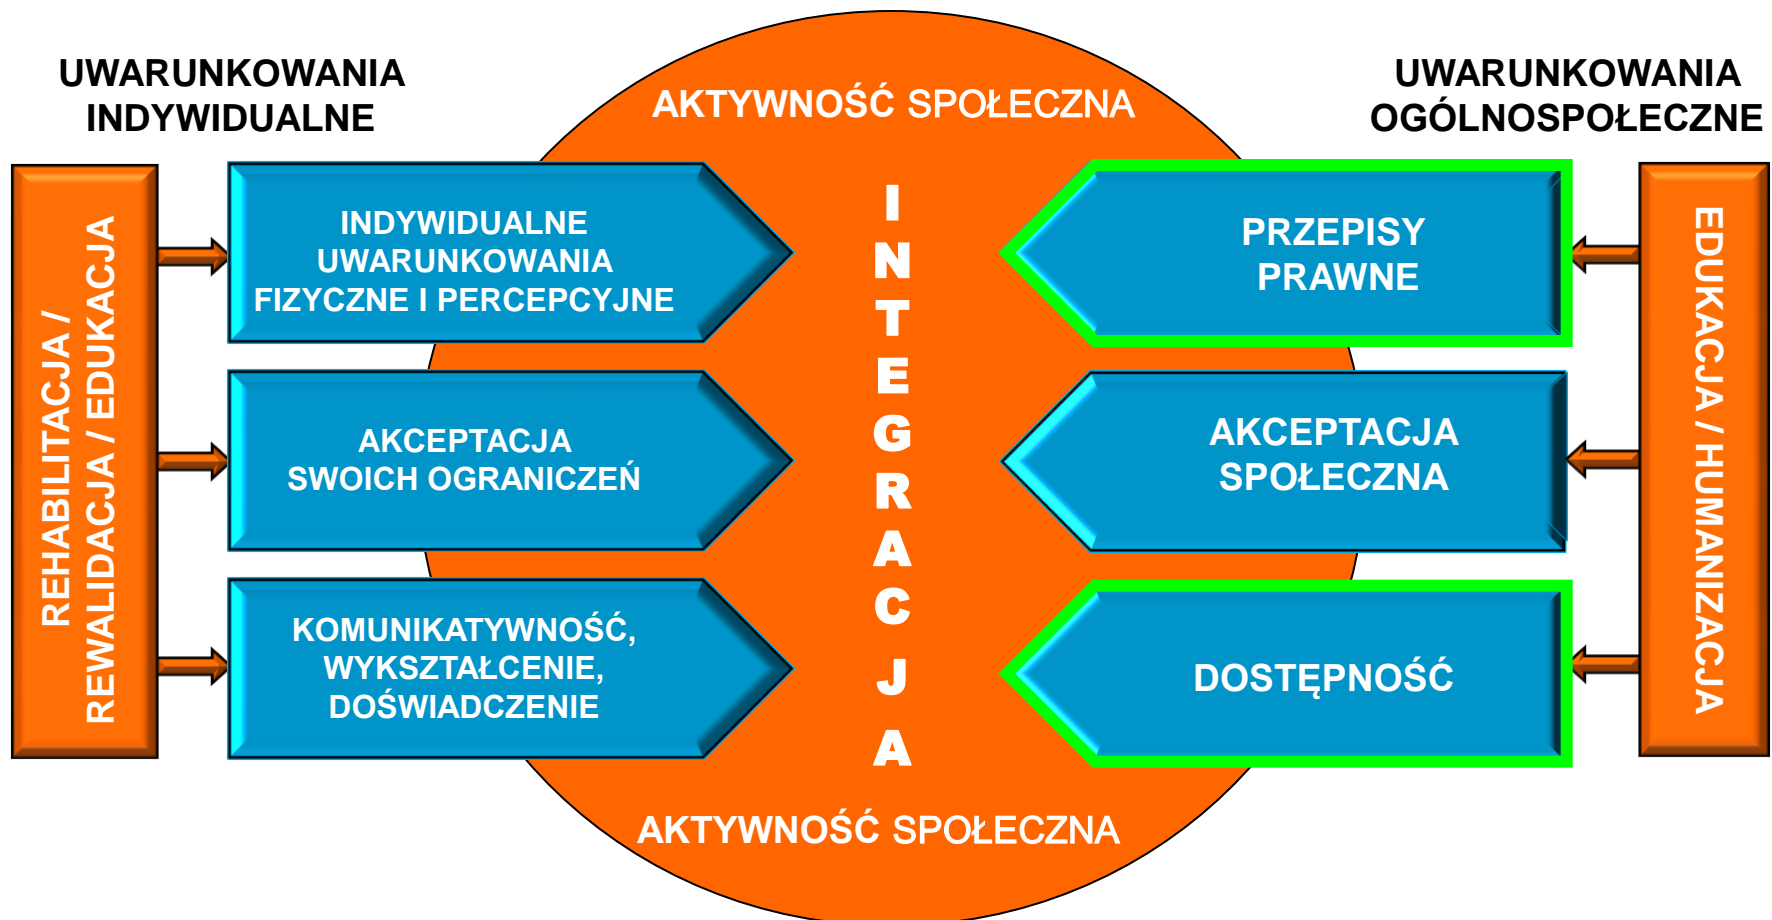 UWARUNKOWANIA
INDYWIDUALNE
REHABILITACJA /
REWALIDACJA / EDUKACJA
INDYWIDUALNE
UWARUNKOWANIA
FIZYCZNE I PERCEPCYJNE
AKCEPTACJA
SWOICH OGRANICZEŃ
KOMUNIKATYWNOŚĆ,
WYKSZTAŁCENIE,
DOŚWIADCZENIE
AKTYWNOŚĆ SPOŁECZNA
INTEGRACJA
AKTYWNOŚĆ SPOŁECZNA
UWARUNKOWANIA
OGÓLNOSPOŁECZNE
PRZEPISY
PRAWNE
AKCEPTACJA
SPOŁECZNA
DOSTĘPNOŚĆ
EDUKACJA / HUMANIZACJA